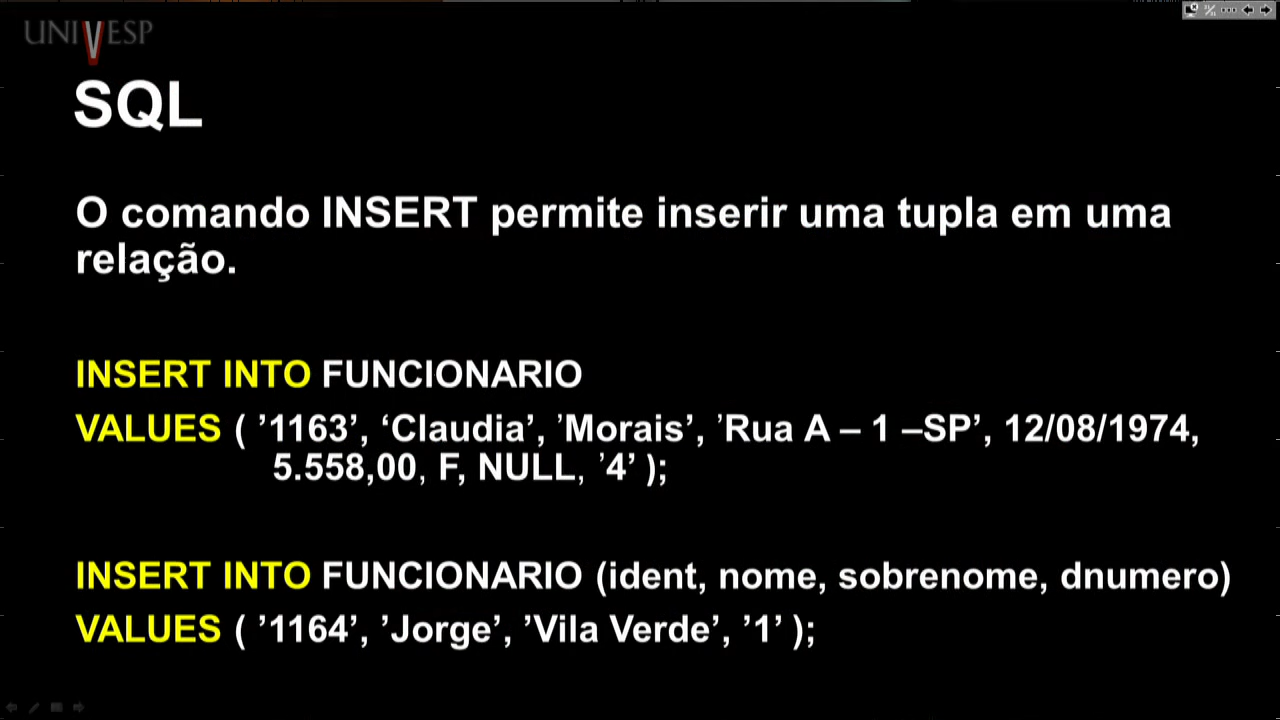 UNIVESP
SQL
O comando INSERT permite inserir uma tupla em uma
relação.
INSERT INTO FUNCIONARIO
VALUES ( ’1163’, ‘Claudia’, ’Morais’, ’Rua A – 1 –SP’, 12/08/1974,
5.558,00, F, NULL, ’4’ );
INSERT INTO FUNCIONARIO (ident, nome, sobrenome, dnumero)
VALUES ( ’1164’, ’Jorge’, ’Vila Verde’, ’1’ );